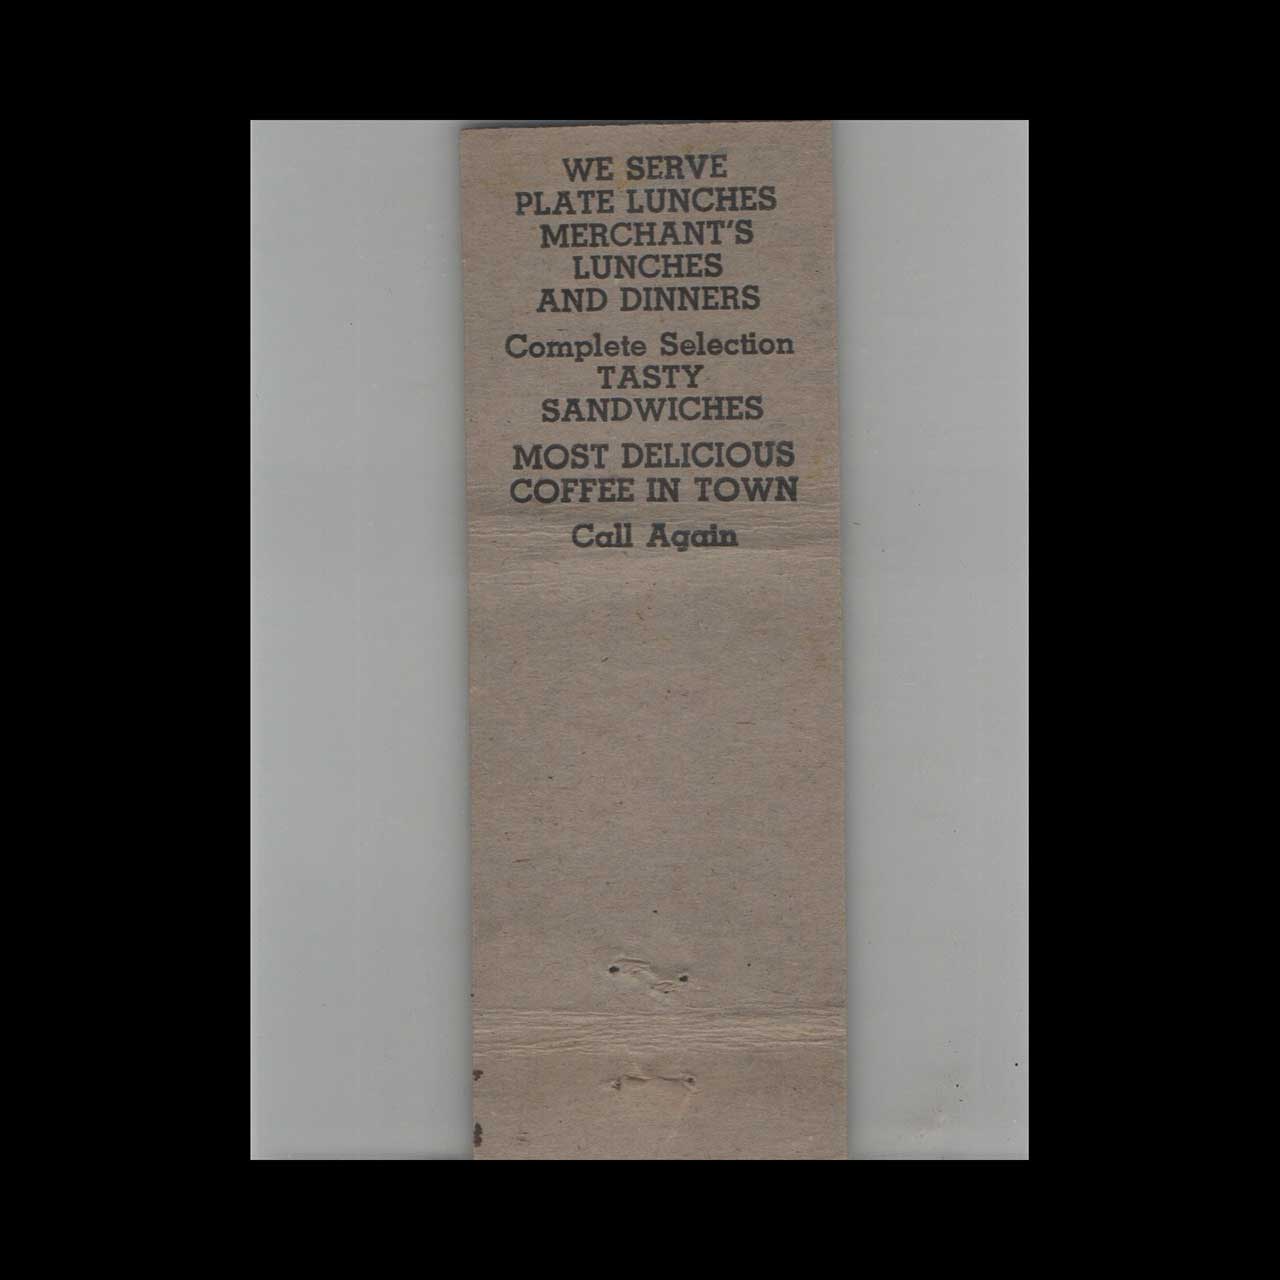 WE SERVE
PLATE LUNCHES
MERCHANT'S
LUNCHES
AND DINNERS
Complete Selection
TASTY
SANDWICHES
MOST DELICIOUS
COFFEE IN TOWN
Call Again